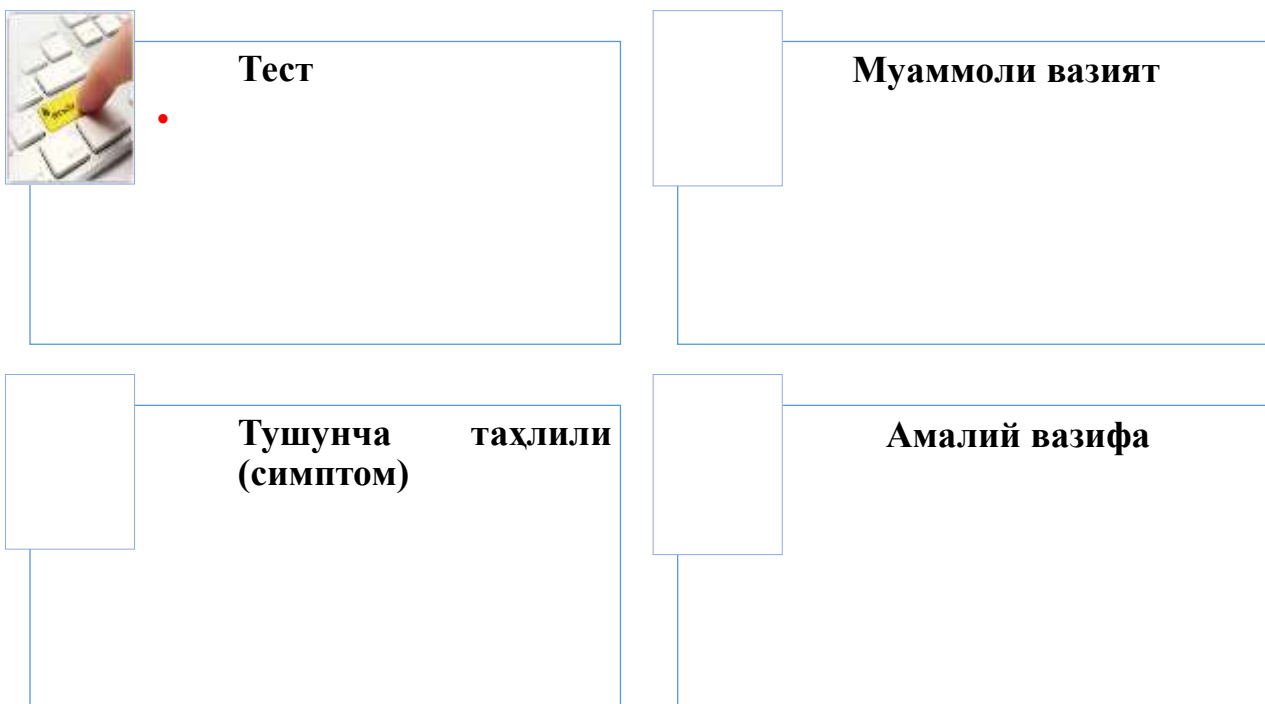 Тест
•
Муаммоли вазият
Тушунча таҳлили
(симптом)
Амалий вазифа